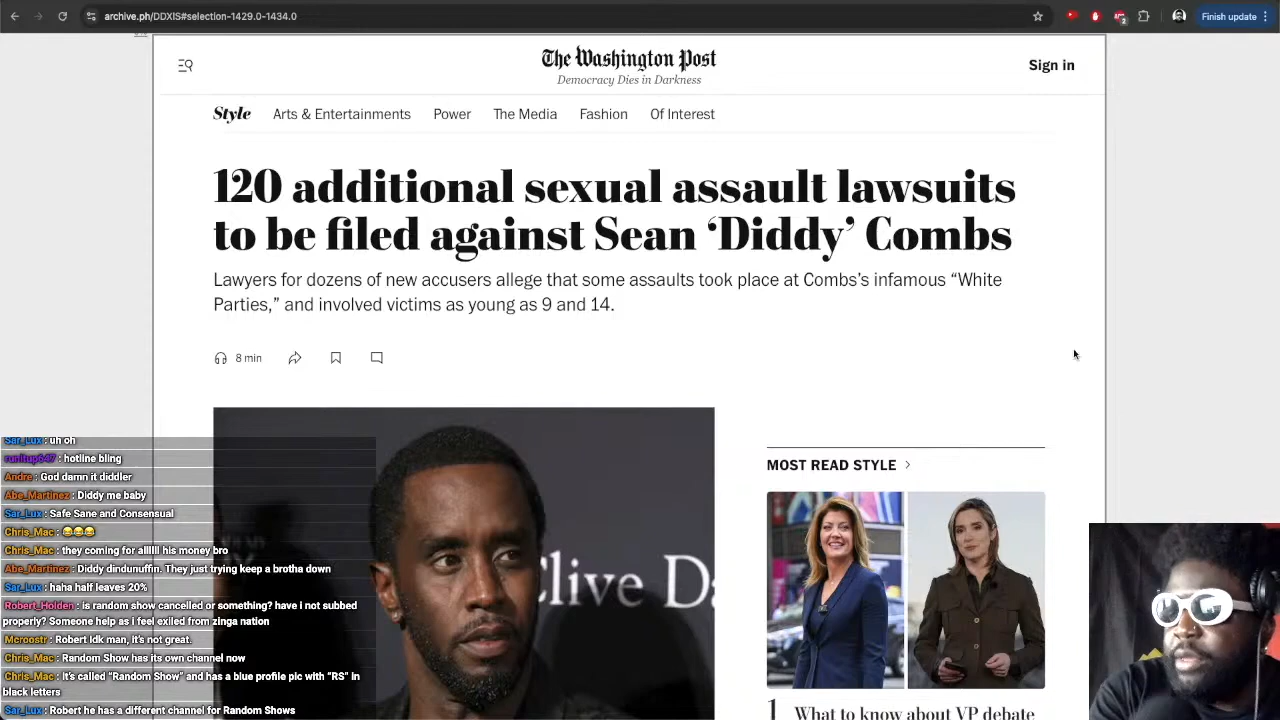 archive.ph/DDXIS#selection-1429.0-1434.0
2
Finish update
The Washington Post
Democracy Dies in Darkness
Sign in
Style Arts & Entertainments Power The Media Fashion Of Interest
120 additional sexual assault lawsuits
to be filed against Sean ‘Diddy’ Combs
Lawyers for dozens of new accusers allege that some assaults took place at Combs’s infamous “White
Parties,” and involved victims as young as 9 and 14.
8 min
Clive Da
MOST READ STYLE >
1 What to know about VP debate
Sar_Lux : uh oh
runitup647 : hotline bling
Andre : God damn it diddler
Abe_Martinez : Diddy me baby
Sar_Lux : Safe Sane and Consensual
Chris_Mac : 😂😂😂
Chris_Mac : they coming for allllll his money bro
Abe_Martinez : Diddy dindunuffin. They just trying keep a brotha down
Sar_Lux : haha half leaves 20%
Robert_Holden : is random show cancelled or something? have i not subbed
properly? Someone help as i feel exiled from zinga nation
Mcroostr : Robert Idk man, it's not great.
Chris_Mac : Random Show has its own channel now
Chris_Mac : It's called "Random Show" and has a blue profile pic with "RS" in
black letters
Sar_Lux : Robert he has a different channel for Random Shows